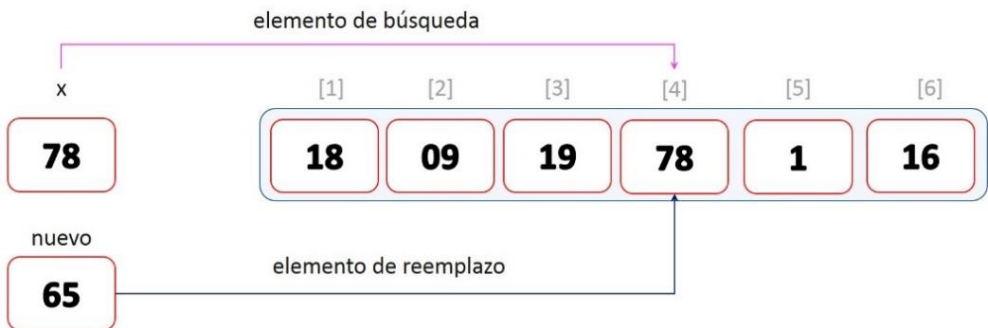 elemento de búsqueda
x [1] [2] [3] [4] [5] [6]
78 18 09 19 78 1 16
nuevo
elemento de reemplazo
65